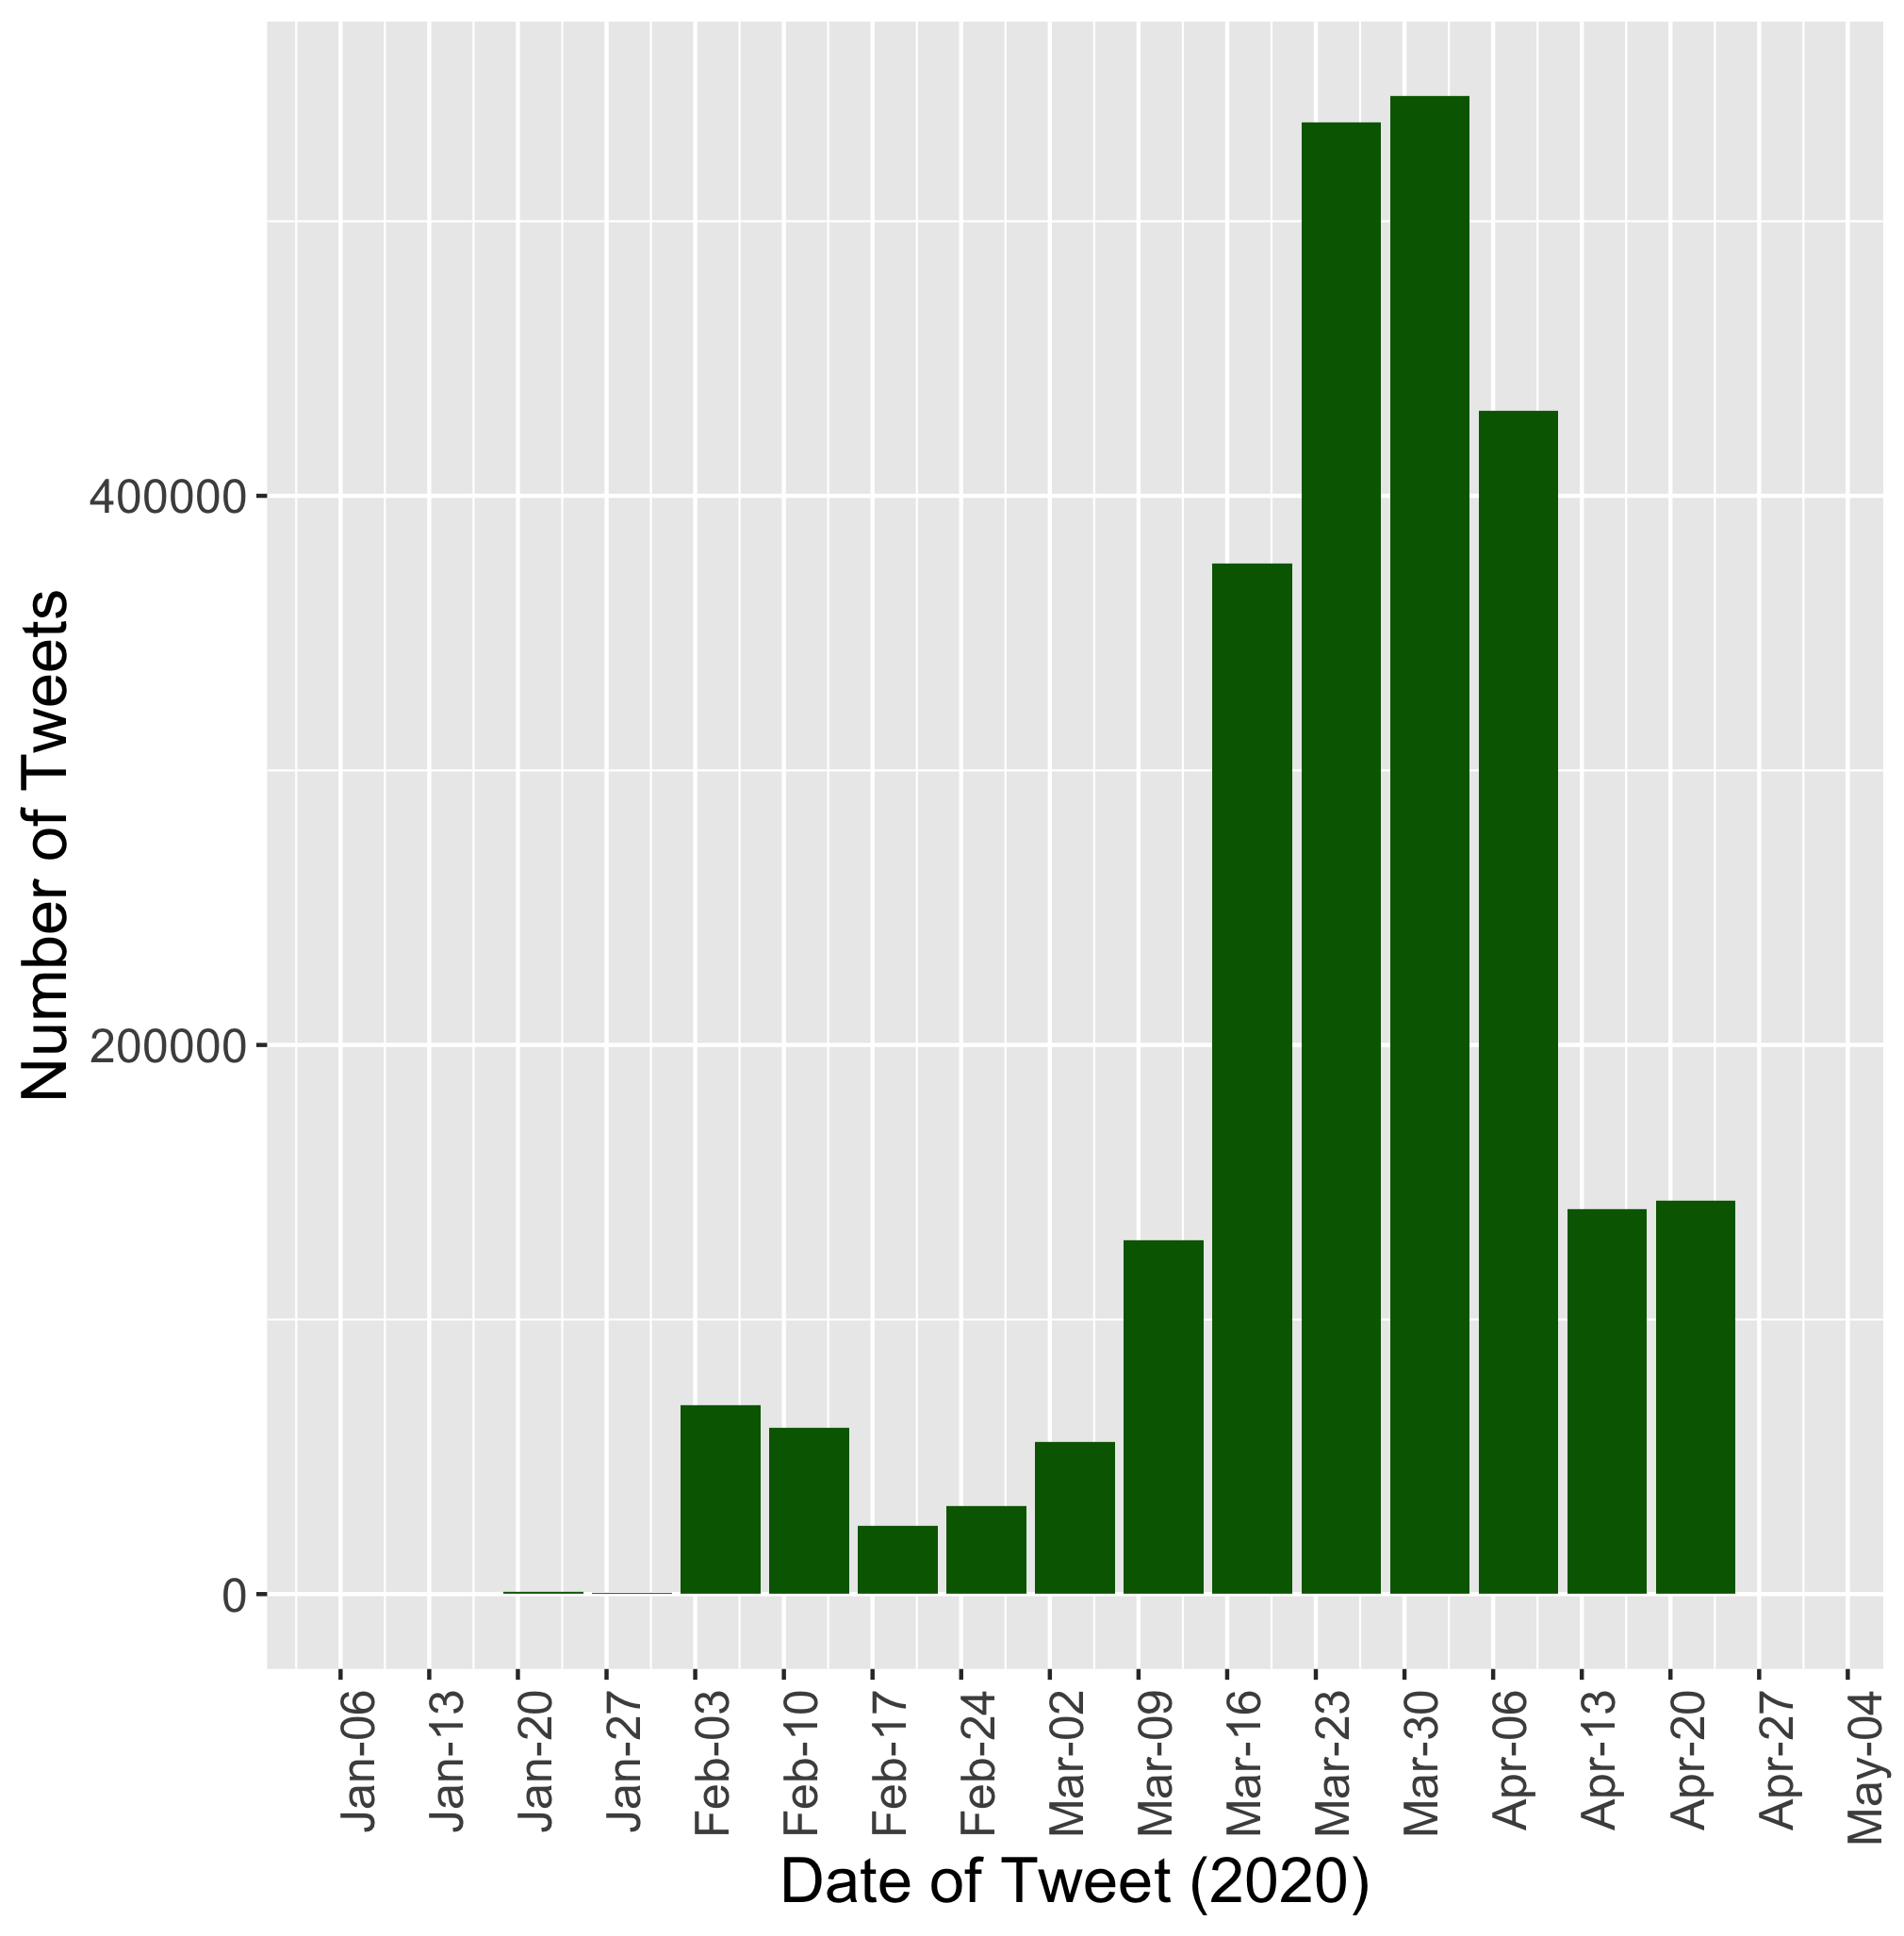 Number of Tweets
400000
200000
0
Jan-06
Jan-13
Jan-20
Jan-27
Feb-03
Feb-10
Feb-17
Feb-24
Mar-02
Mar-09
Mar-16
Mar-23
Mar-30
Apr-06
Apr-13
Apr-20
Apr-27
May-04
Date of Tweet (2020)